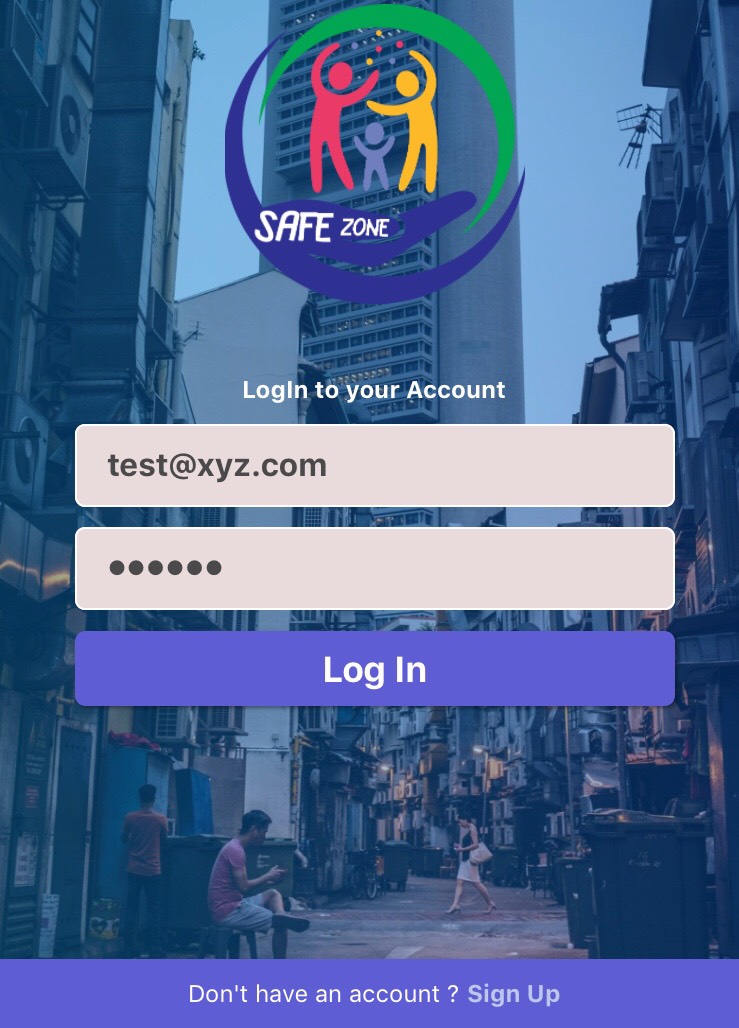 SAFE ZONE
LogIn to your Account
test@xyz.com
••••••
Log In
Don't have an account ? Sign Up